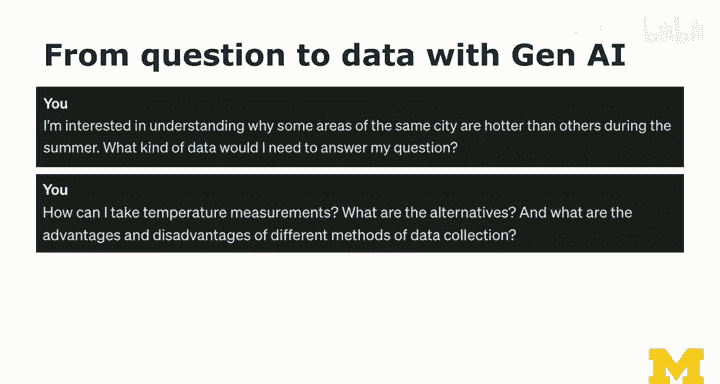 From question to data with Gen AI
You
I'm interested in understanding why some areas of the same city are hotter than others during the
summer. What kind of data would I need to answer my question?
You
How can I take temperature measurements? What are the alternatives? And what are the
advantages and disadvantages of different methods of data collection?
M